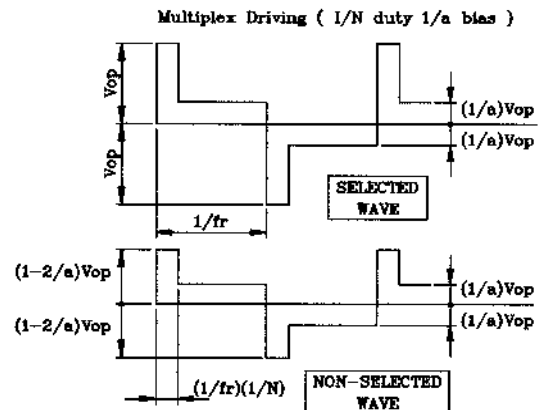 Multiplex Driving ( 1/N duty 1/a bias )
Vop
Vop
(1/a)Vop
(1/a)Vop
SELECTED
WAVE
1/fr
(1-2/a)Vop
(1-2/a)Vop
(1/a)Vop
(1/a)Vop
(1/fr)(1/N)
NON-SELECTED
WAVE